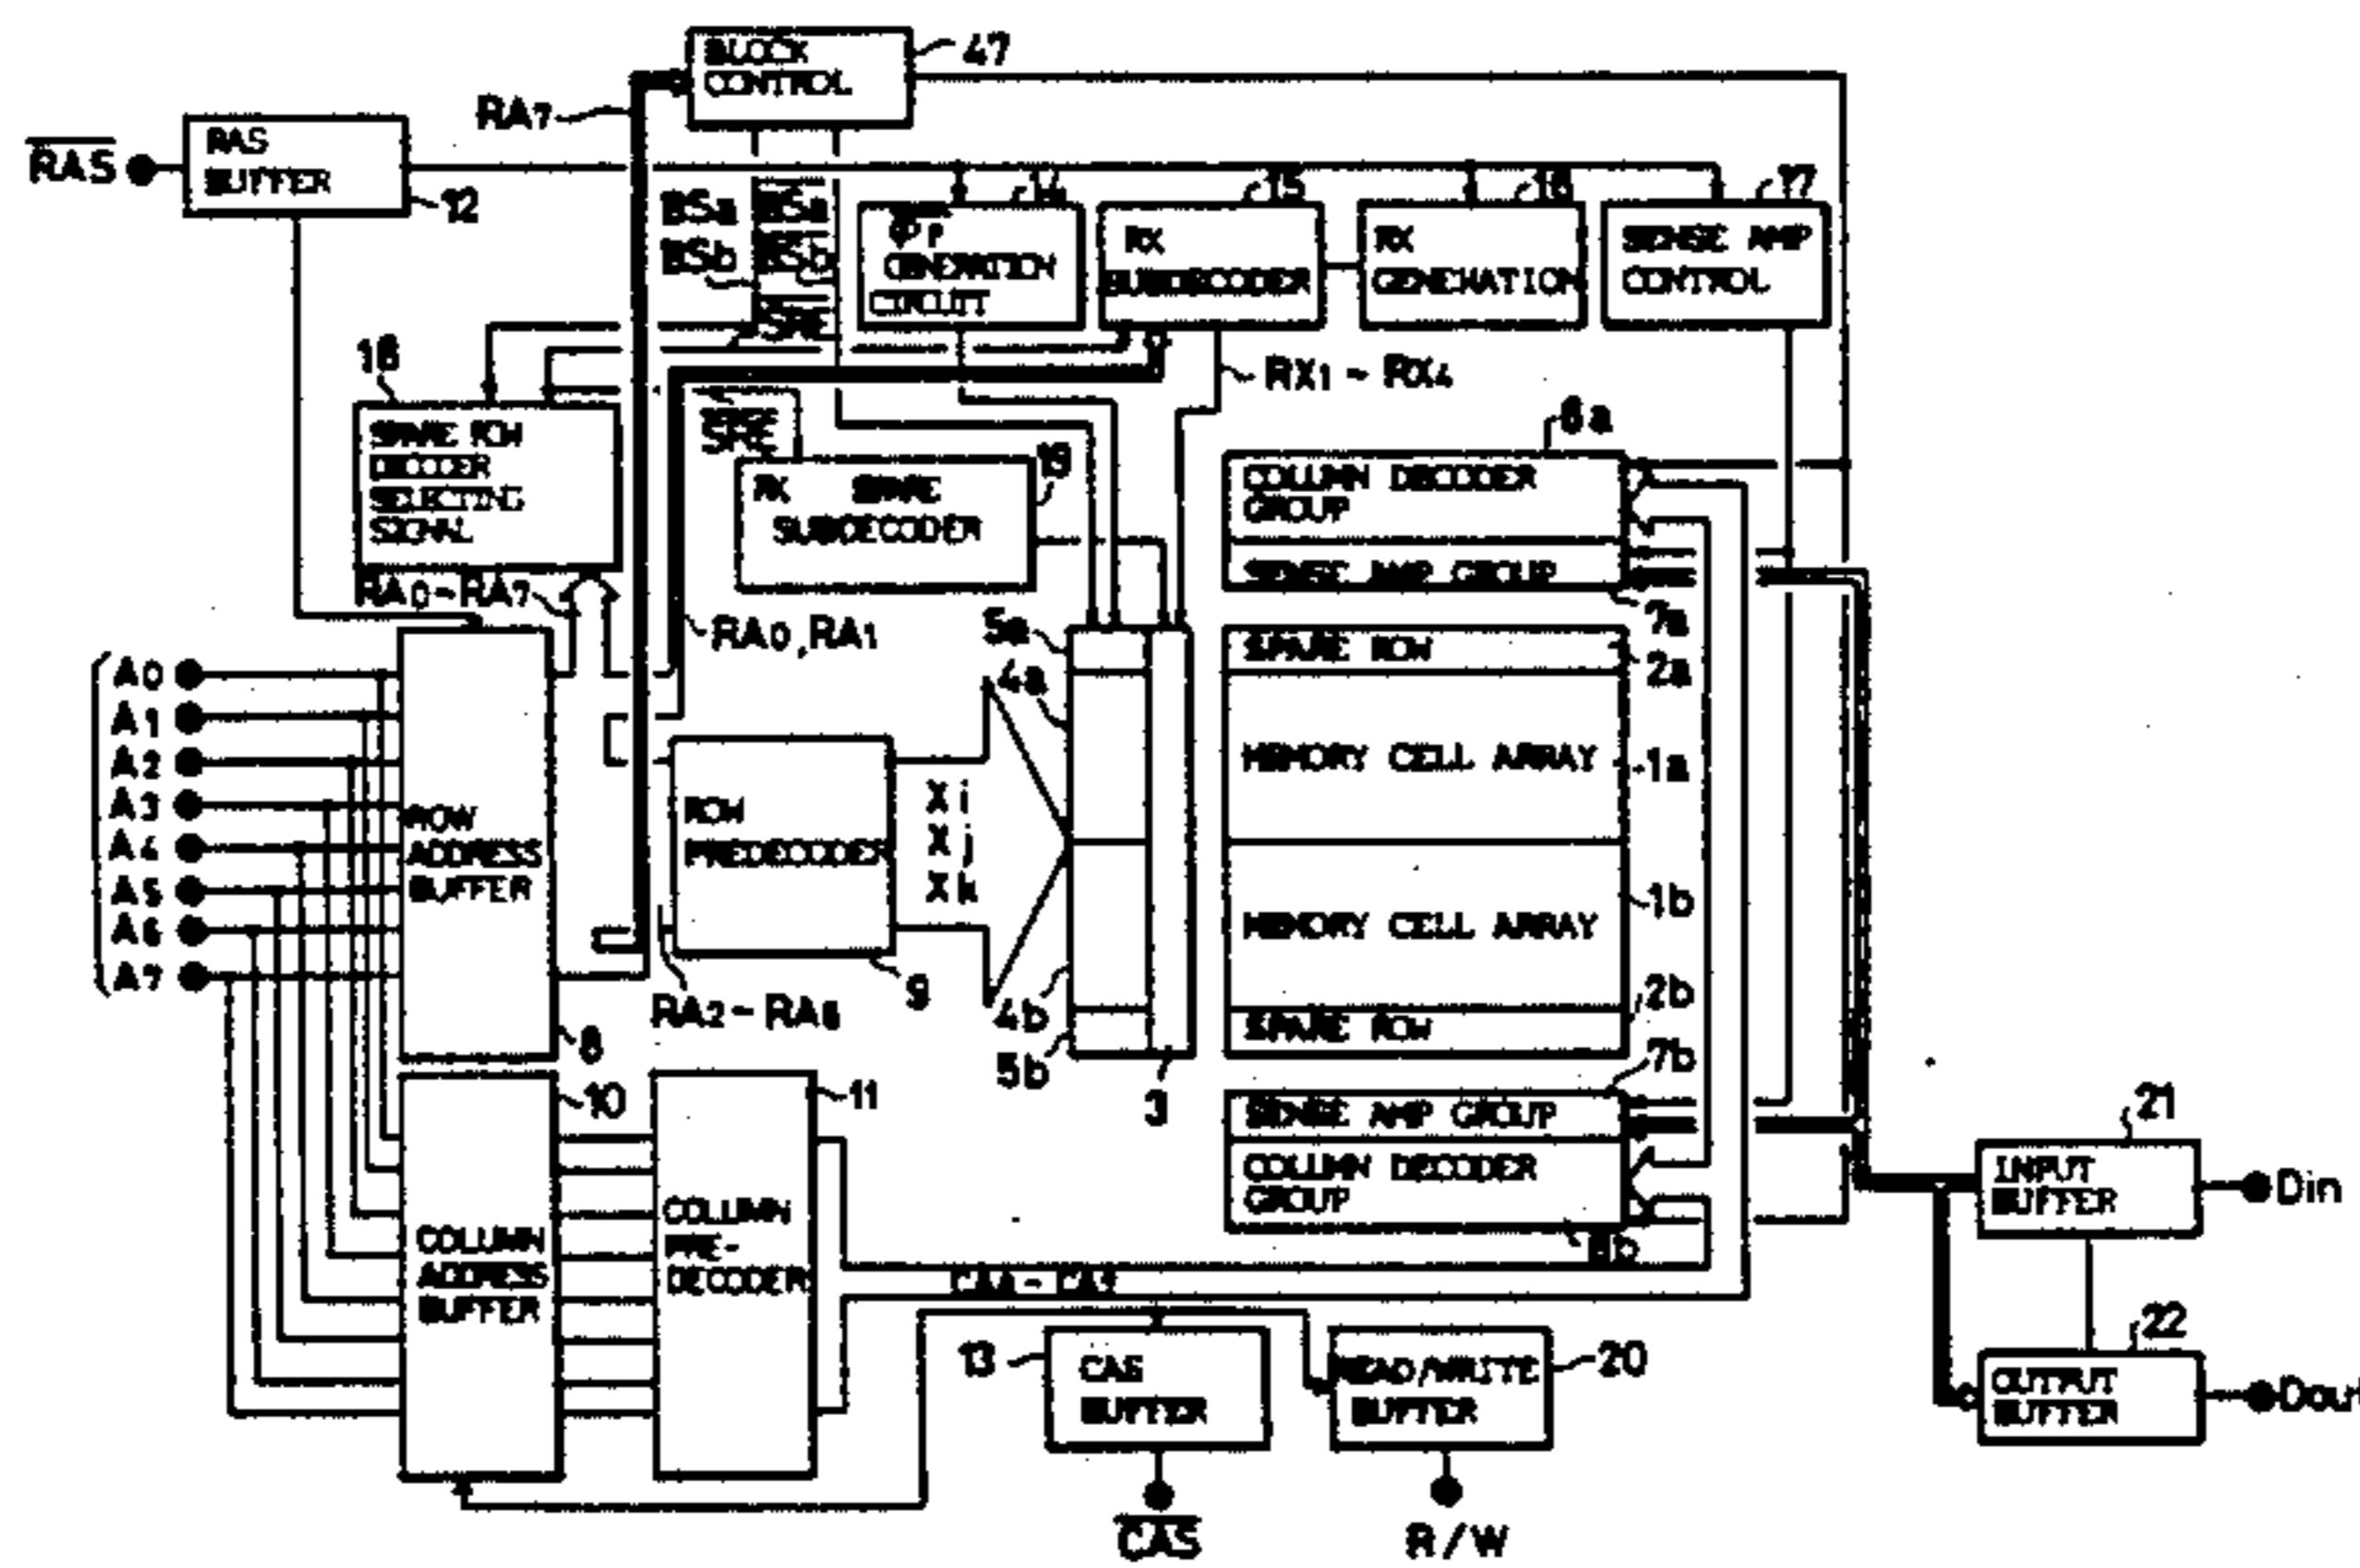 BLOCK
CONTROL
47
RA7
RAS
RAS
BUFFER
12
BSa BSa
BSb BSb
GENERATION
CIRCUIT
15
RX
SUBDECODER
16
RX
GENERATION
17
SENSE AMP
CONTROL
SRE
RX1 - RX4
18
SPARE ROW
DECODER
SELECTING
SIGNAL
SRE
19
RX SPARE
SUBDECODER
6a
COLUMN DECODER
GROUP
SENSE AMP GROUP
7a
RA0-RA7
RA0,RA1
5a
4a
SPARE ROW
2a
MEMORY CELL ARRAY
1a
MEMORY CELL ARRAY
1b
SPARE ROW
2b
A0
A1
A2
A3
A4
A5
A6
A7
ROW
ADDRESS
BUFFER
8
ROW
PREDECODER
9
Xi
Xj
Xk
RA2-RA6
4b
5b
3
7b
SENSE AMP GROUP
COLUMN DECODER
GROUP
10
COLUMN
ADDRESS
BUFFER
11
COLUMN
PRE-
DECODER
21
INPUT
BUFFER
Din
22
OUTPUT
BUFFER
Dout
13
CAS
BUFFER
20
READ/WRITE
BUFFER
CAS
R/W